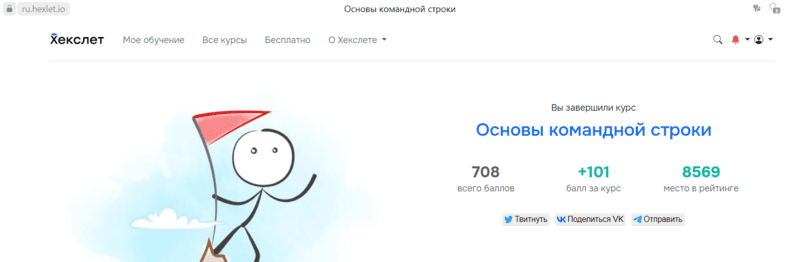 ru.hexlet.io
Основы командной строки
Хекслет
Мое обучение
Все курсы
Бесплатно
О Хекслете
Вы завершили курс
Основы командной строки
708 +101 8569
всего баллов балл за курс место в рейтинге
Твитнуть Поделиться VK Отправить